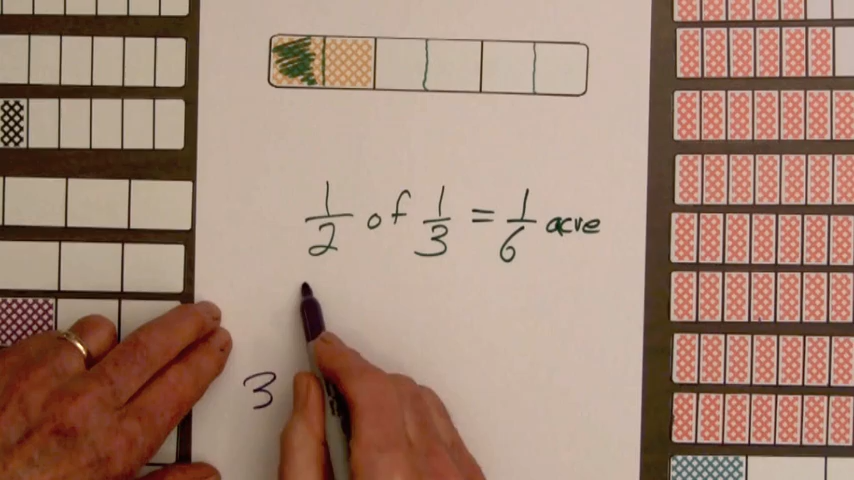 1/2 of 1/3 = 1/6 acre
3